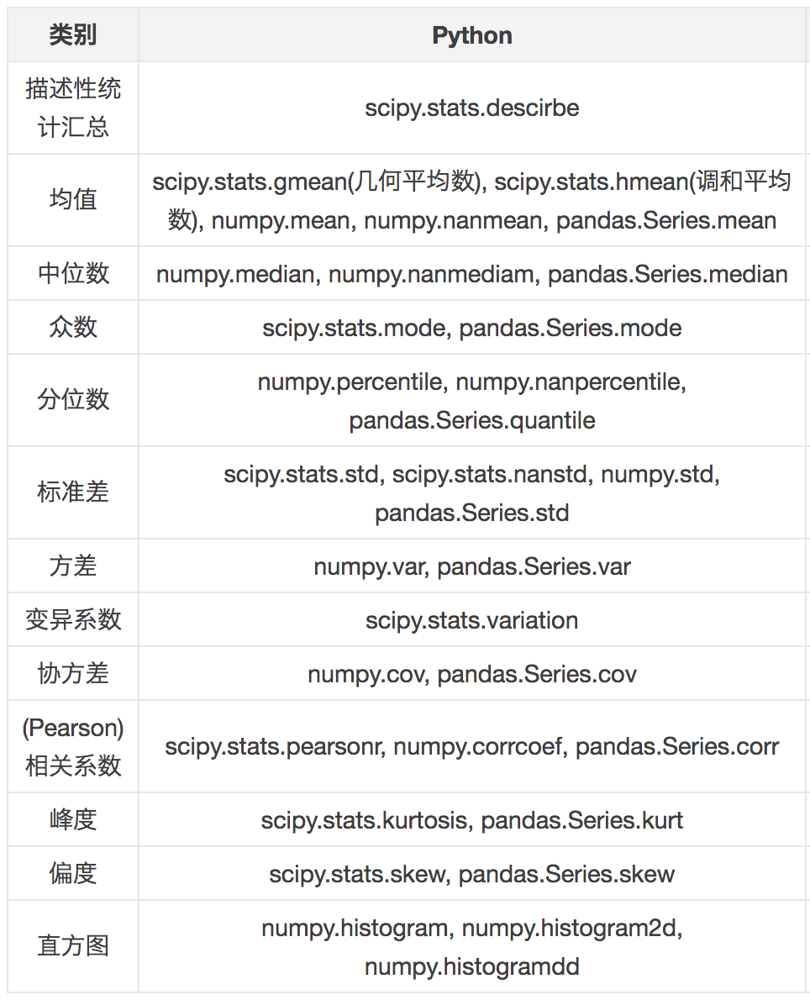 类别
Python
描述性统
计汇总
scipy.stats.descirbe
均值
scipy.stats.gmean(几何平均数), scipy.stats.hmean(调和平均
数), numpy.mean, numpy.nanmean, pandas.Series.mean
中位数
numpy.median, numpy.nanmediam, pandas.Series.median
众数
scipy.stats.mode, pandas.Series.mode
分位数
numpy.percentile, numpy.nanpercentile,
pandas.Series.quantile
标准差
scipy.stats.std, scipy.stats.nanstd, numpy.std,
pandas.Series.std
方差
numpy.var, pandas.Series.var
变异系数
scipy.stats.variation
协方差
numpy.cov, pandas.Series.cov
(Pearson)
相关系数
scipy.stats.pearsonr, numpy.corrcoef, pandas.Series.corr
峰度
scipy.stats.kurtosis, pandas.Series.kurt
偏度
scipy.stats.skew, pandas.Series.skew
直方图
numpy.histogram, numpy.histogram2d,
numpy.histogramdd